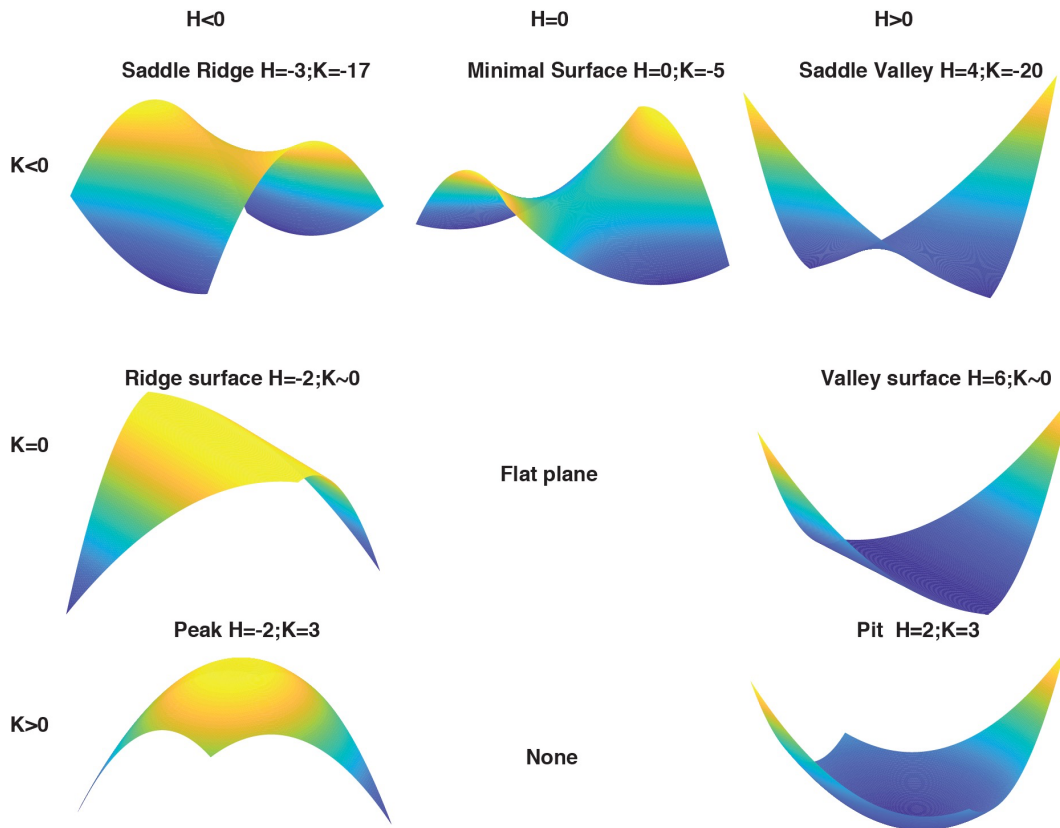 H<0
H=0
H>0
Saddle Ridge H=-3;K=-17
Minimal Surface H=0;K=-5
Saddle Valley H=4;K=-20
K<0
Ridge surface H=-2;K~0
Valley surface H=6;K~0
K=0
Flat plane
Peak H=-2;K=3
Pit  H=2;K=3
K>0
None